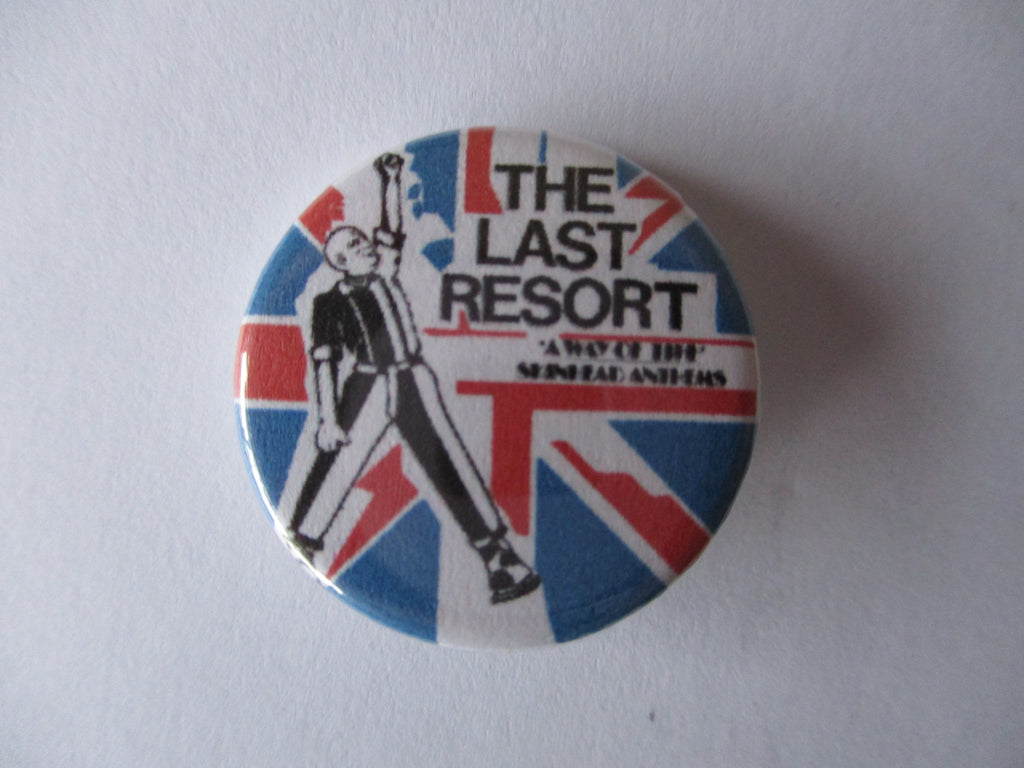 THE
LAST
RESORT
'A WAY OF LIFE'
SKINHEAD ANTHEMS